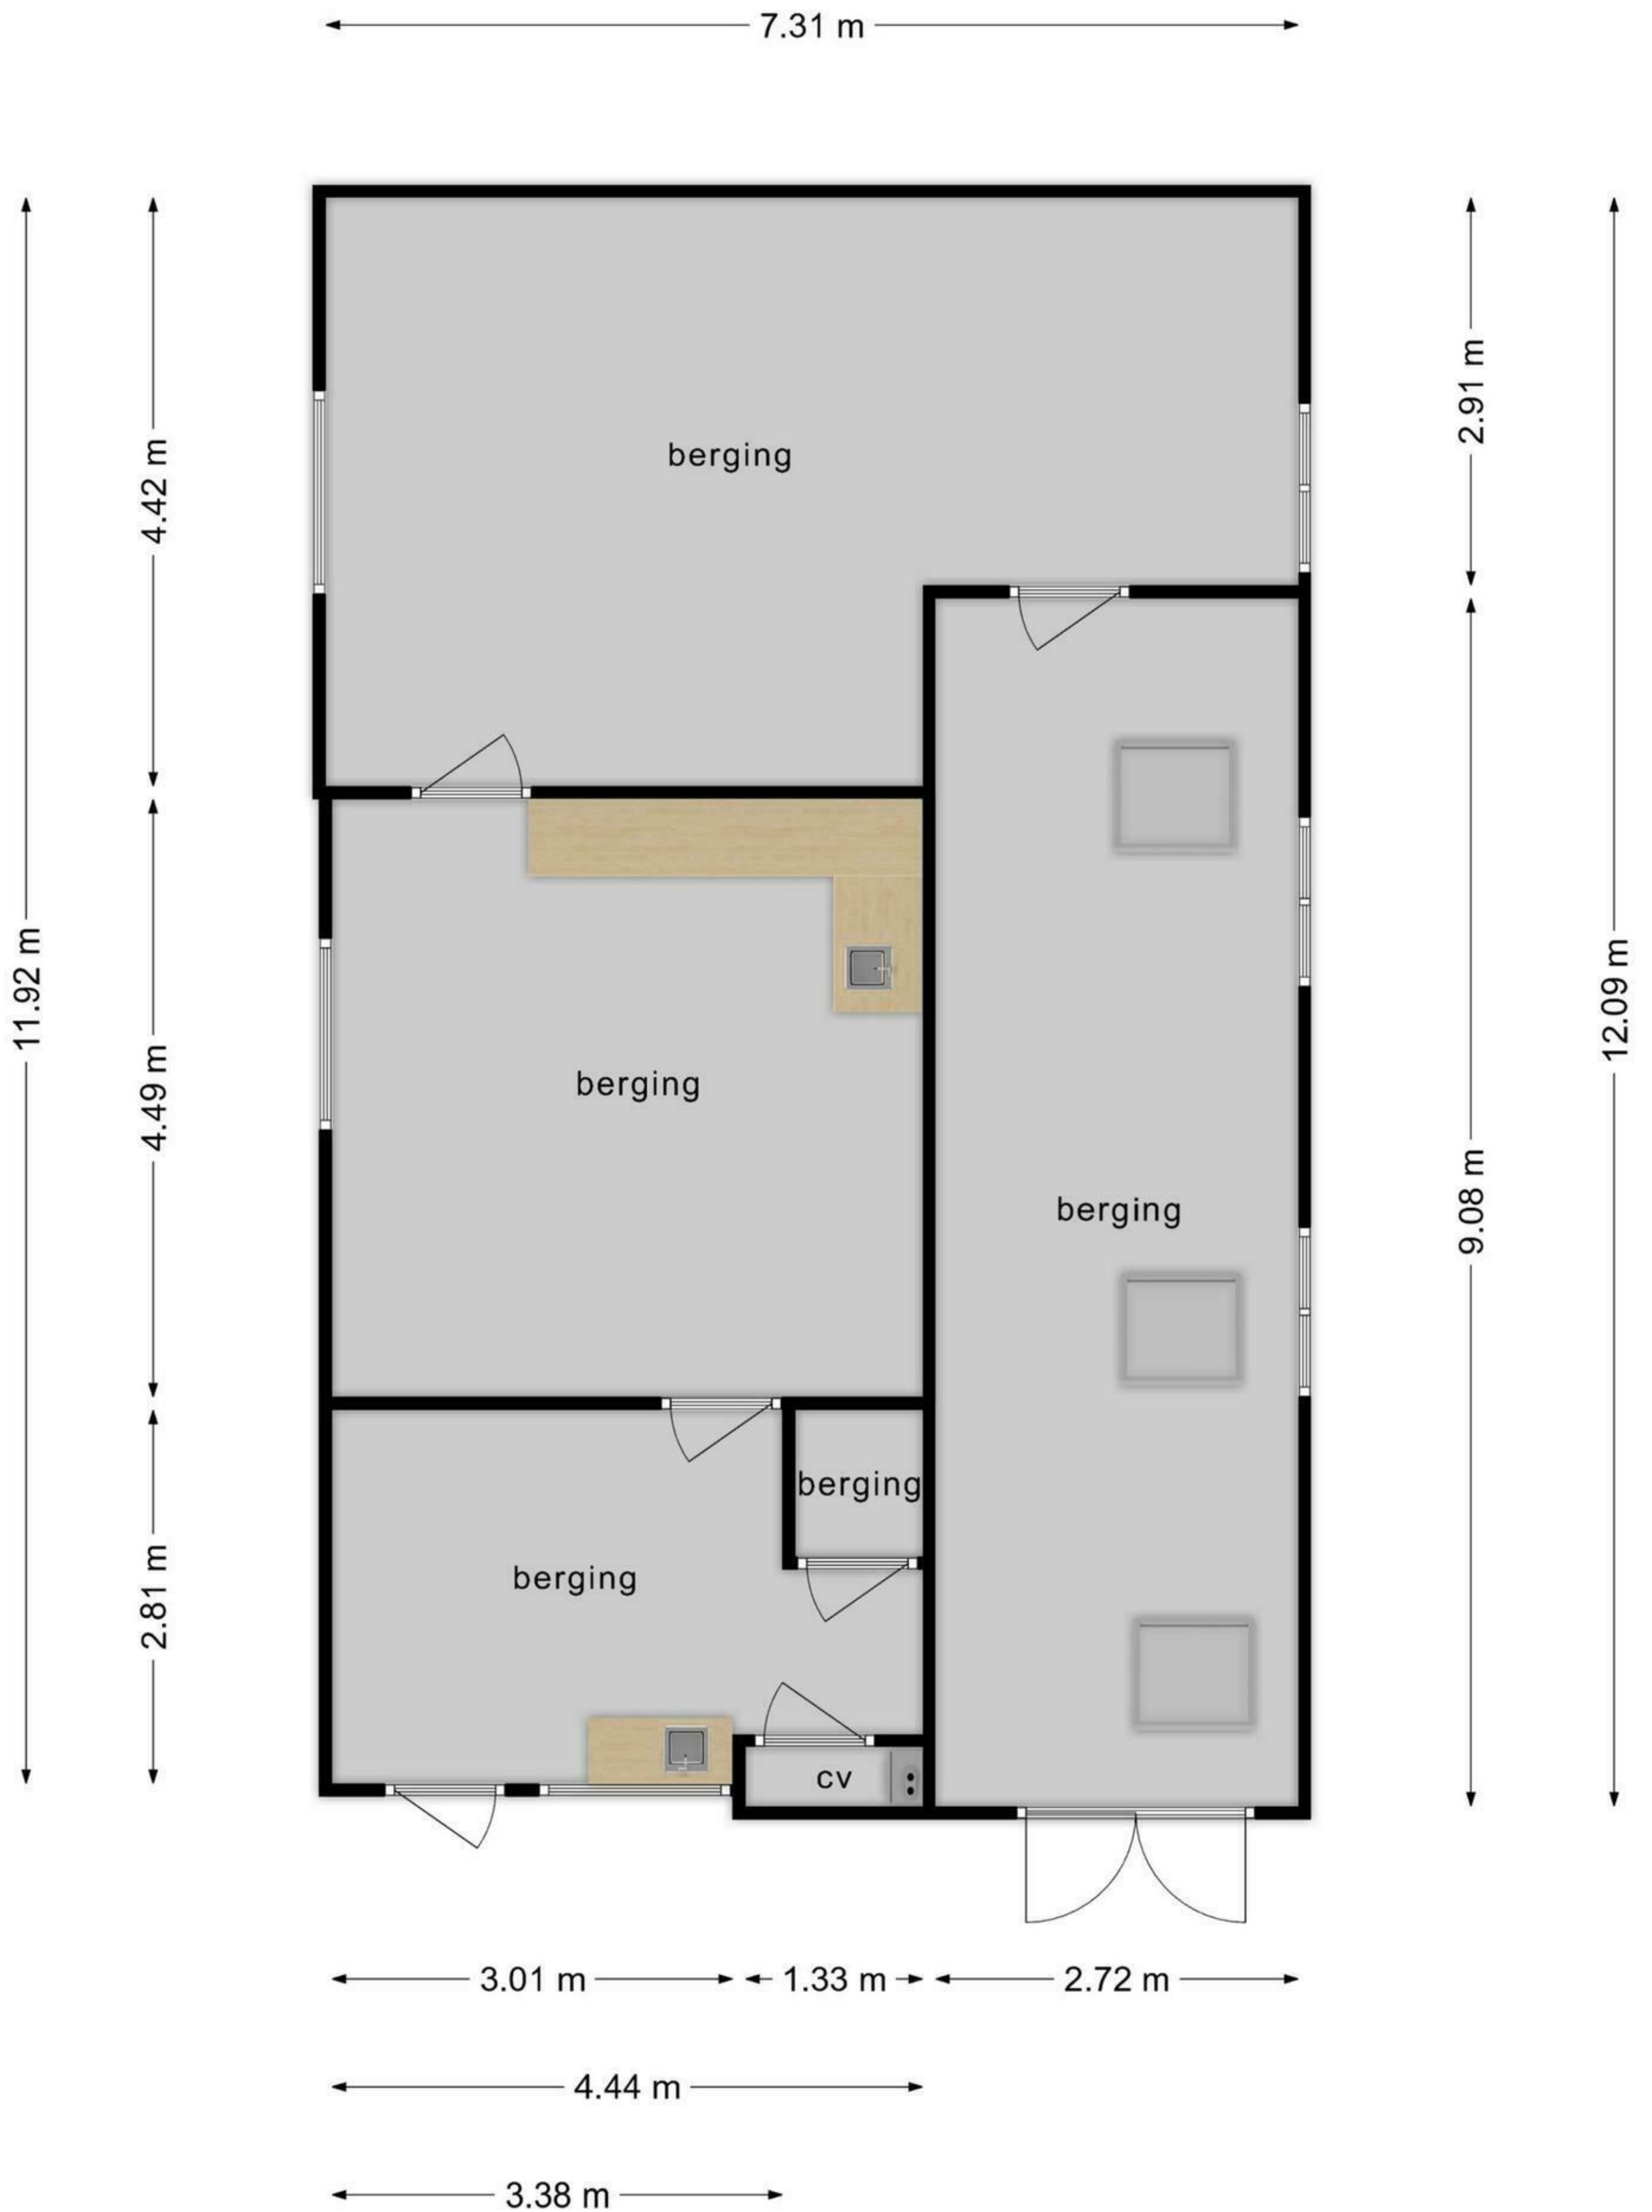 7.31 m
2.91 m
4.42 m
berging
11.92 m
12.09 m
4.49 m
berging
9.08 m
berging
berging
2.81 m
berging
cv
3.01 m
1.33 m
2.72 m
4.44 m
3.38 m